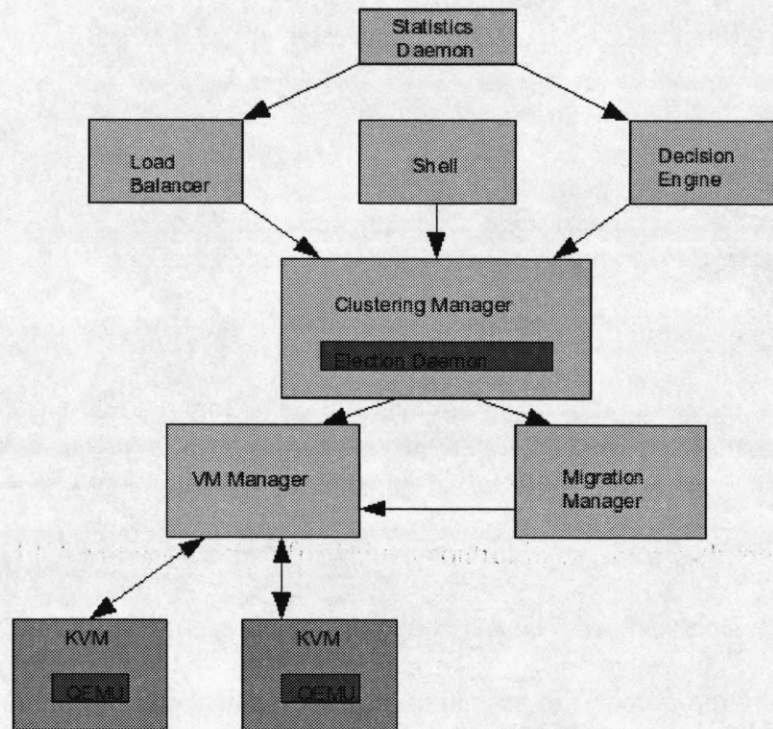 Statistics
Daemon
Load
Balancer
Shell
Decision
Engine
Clustering Manager
Election Daemon
VM Manager
Migration
Manager
KVM
QEMU
KVM
QEMU